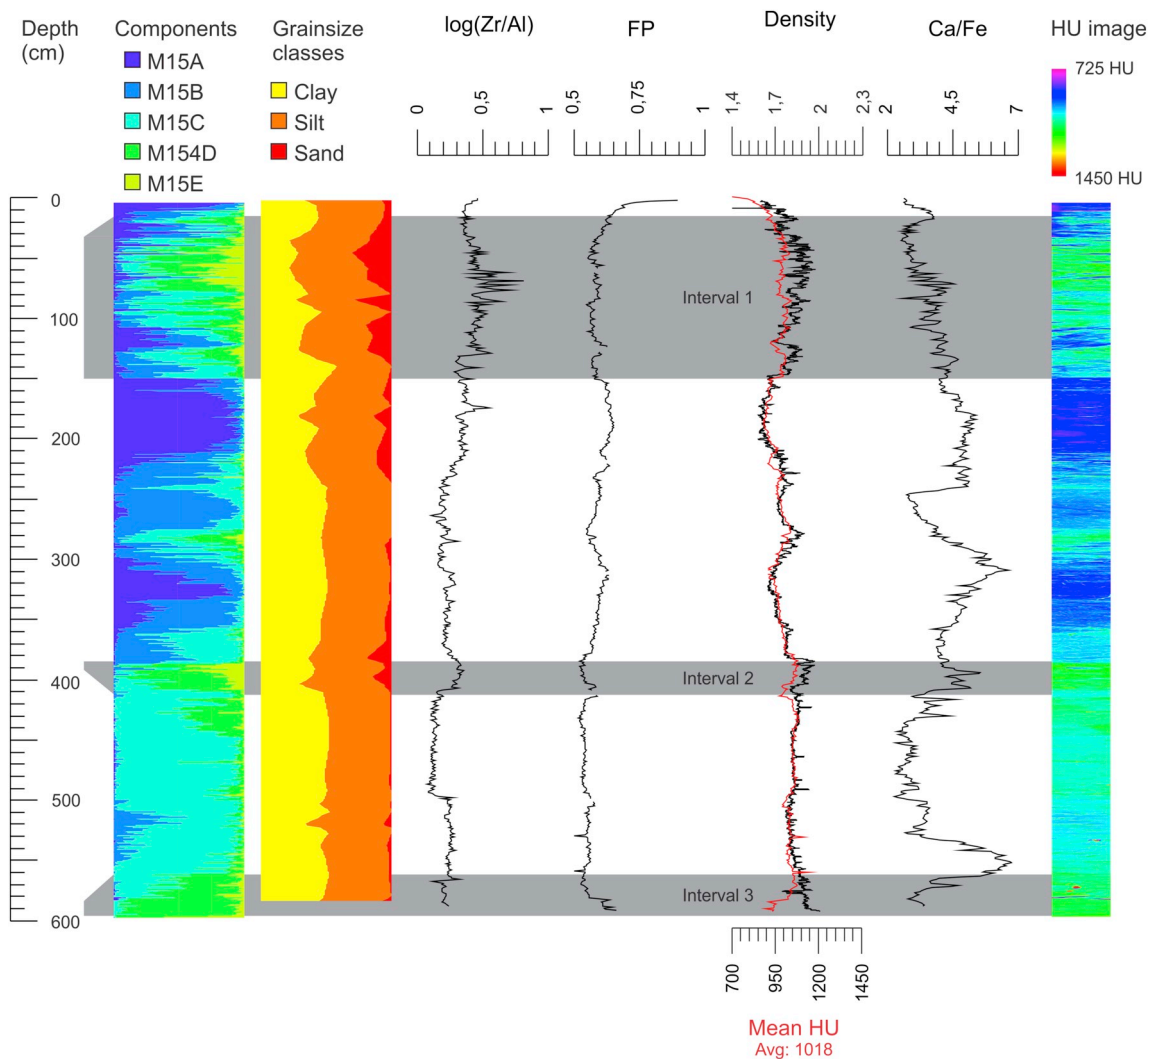 Depth
(cm)
Components
M15A
M15B
M15C
M154D
M15E
Grainsize
classes
Clay
Silt
Sand
log(Zr/Al)
0
0,5
1
FP
0,5
0,75
1
Density
1,4
1,7
2
2,3
Ca/Fe
2
4,5
7
HU image
725 HU
1450 HU
0
100
200
300
400
500
600
Interval 1
Interval 2
Interval 3
700
950
1200
1450
Mean HU
Avg: 1018